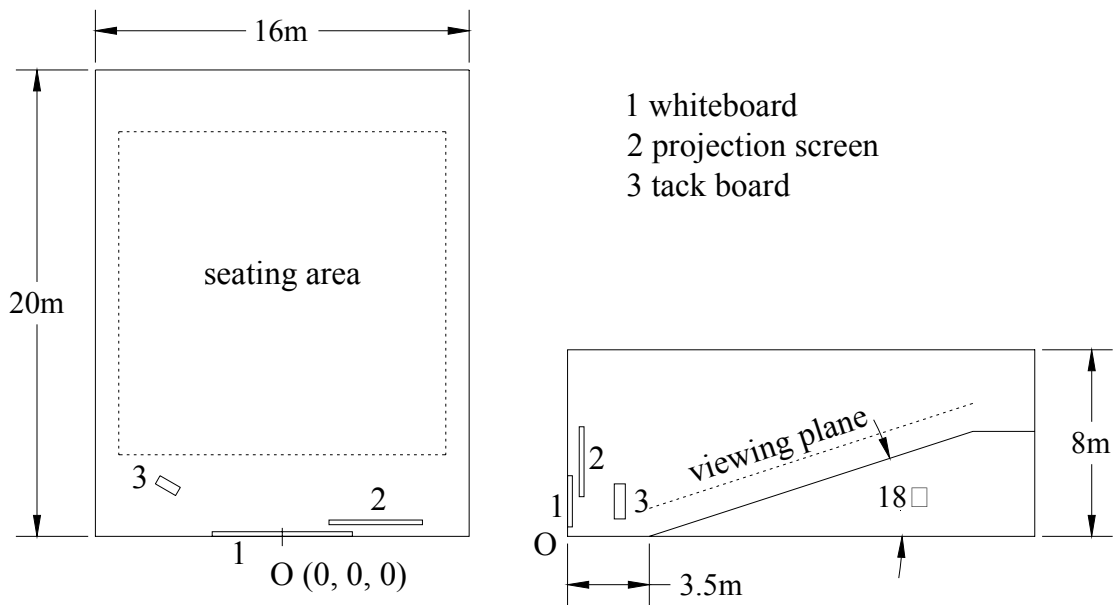 16m
1 whiteboard
2 projection screen
3 tack board
seating area
20m
3
2
1
O (0, 0, 0)
viewing plane
8m
2
1
3
18□
O
3.5m